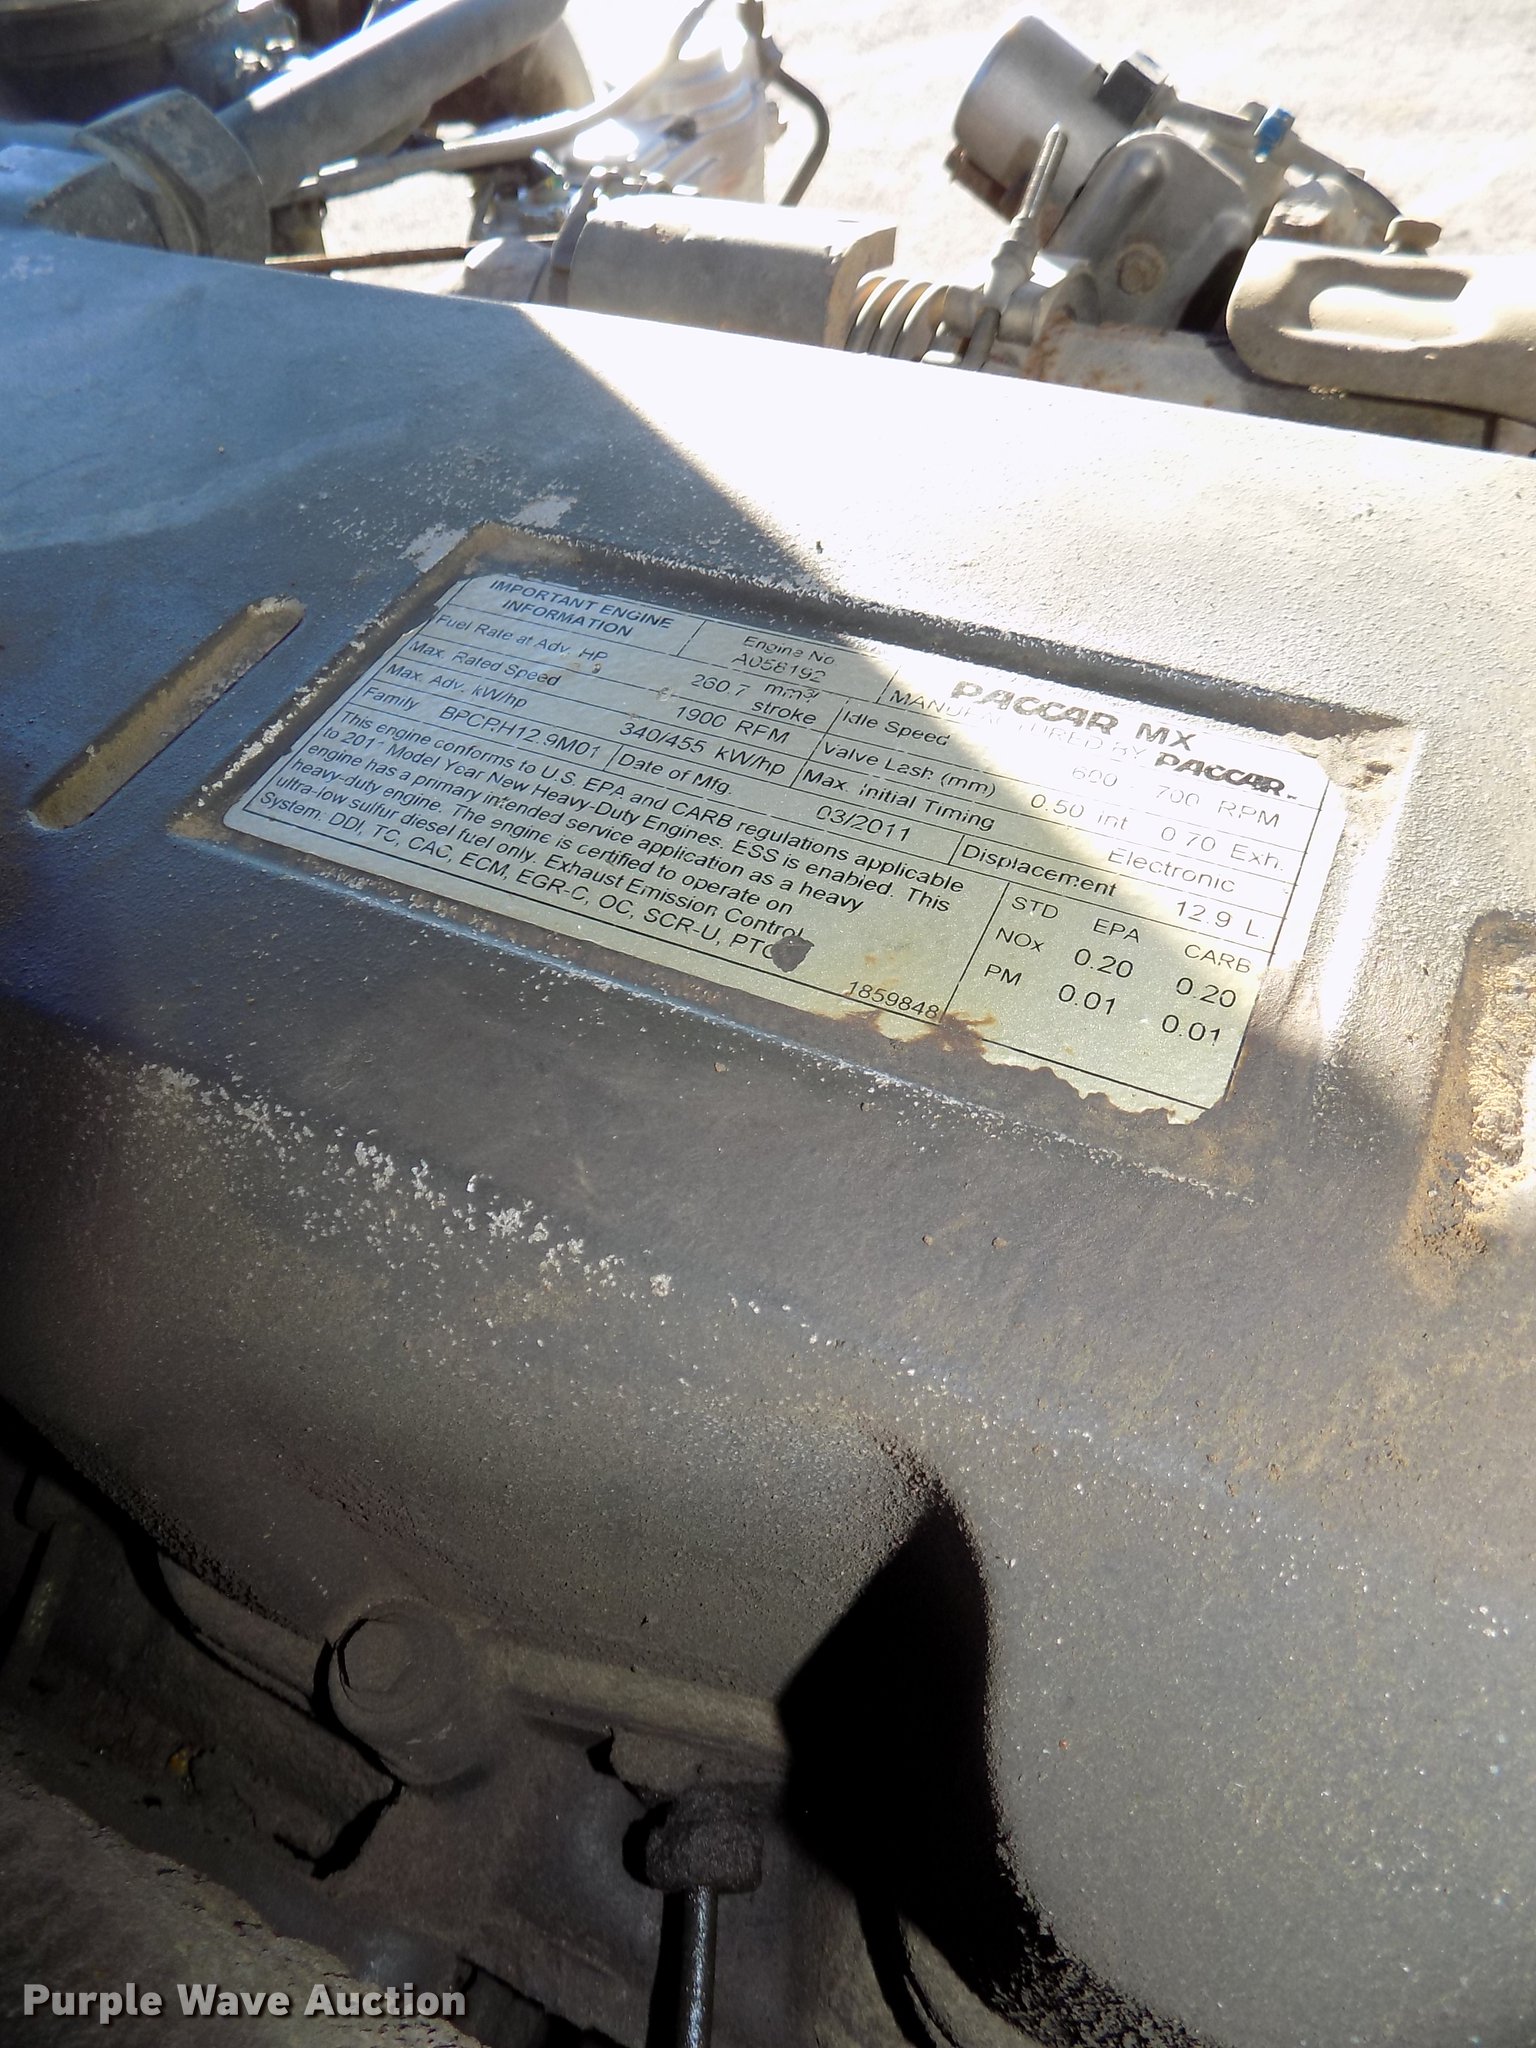 IMPORTANT ENGINE
INFORMATION
Engine No.
A058192
PACCAR MX
MANUFACTURED BY PACCAR.
Fuel Rate at Adv. HP 260.7 mm3/
stroke
Idle Speed 600 - 700 RPM
Max. Rated Speed 1900 RPM
Valve Lash (mm) 0.50 int 0.70 Exh.
Max. Adv. kW/hp 340/455 kW/hp
Max. Initial Timing Electronic
Family BPCRH12.9M01
Date of Mfg. 03/2011
Displacement 12.9 L.
This engine conforms to U.S. EPA and CARB regulations applicable
to 2011 Model Year New Heavy-Duty Engines. ESS is enabled. This
engine has a primary intended service application as a heavy
heavy-duty engine. The engine is certified to operate on
ultra-low sulfur diesel fuel only. Exhaust Emission Control
System: DDI, TC, CAC, ECM, EGR-C, OC, SCR-U, PTOX
1859848
STD EPA CARB
NOX 0.20 0.20
PM 0.01 0.01
Purple Wave Auction